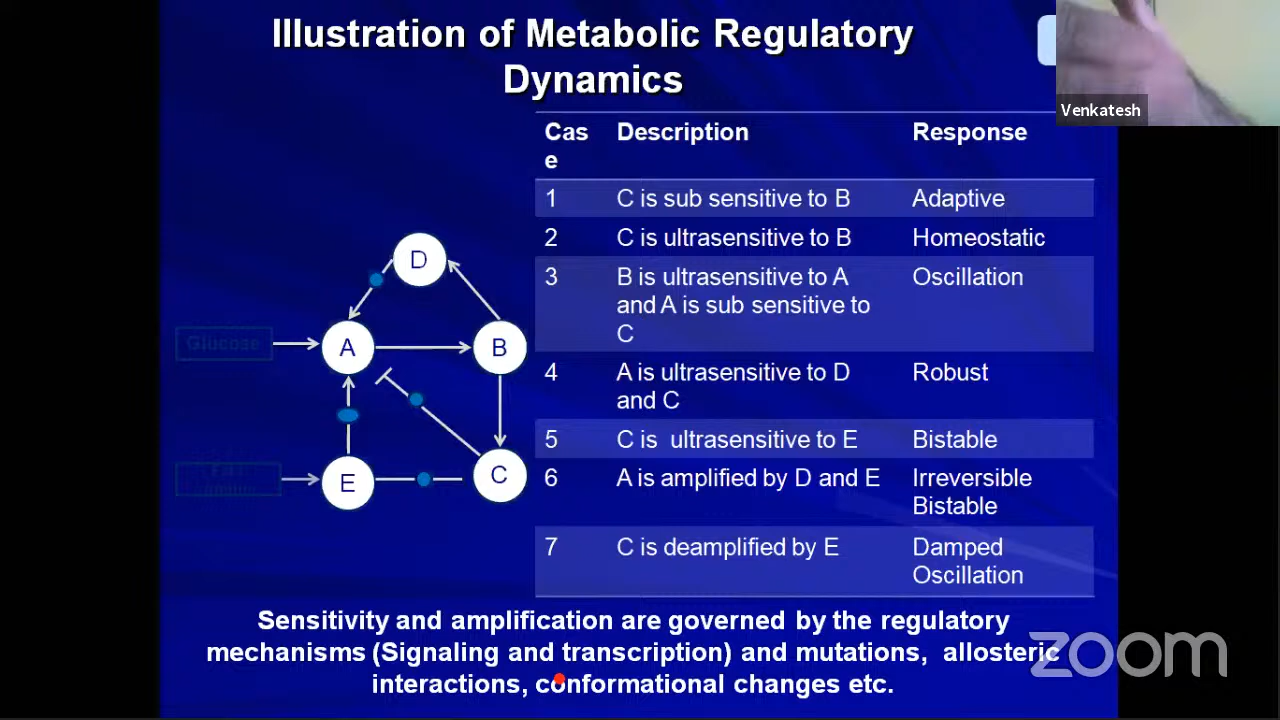 Illustration of Metabolic Regulatory
Dynamics
Venkatesh
Cas
e
Description
Response
1
C is sub sensitive to B
Adaptive
2
C is ultrasensitive to B
Homeostatic
3
B is ultrasensitive to A
and A is sub sensitive to
C
Oscillation
4
A is ultrasensitive to D
and C
Robust
5
C is ultrasensitive to E
Bistable
6
A is amplified by D and E
Irreversible
Bistable
7
C is deamplified by E
Damped
Oscillation
D
Glucose
A
B
E
C
Sensitivity and amplification are governed by the regulatory
mechanisms (Signaling and transcription) and mutations, allosteric
interactions, conformational changes etc.
zoom